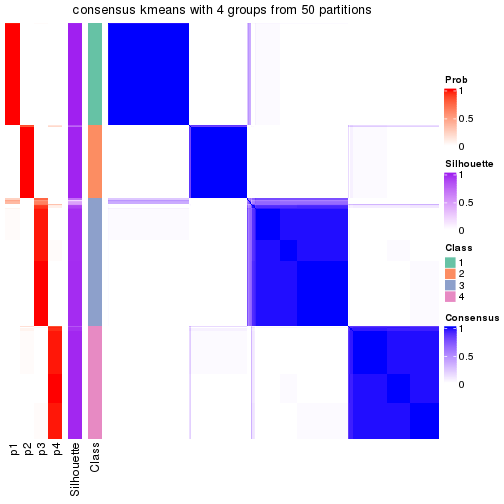 consensus kmeans with 4 groups from 50 partitions
Prob
1
0.5
0
Silhouette
1
0.5
0
Class
1
2
3
4
Consensus
1
0.5
0
p1
p2
p3
p4
Silhouette
Class